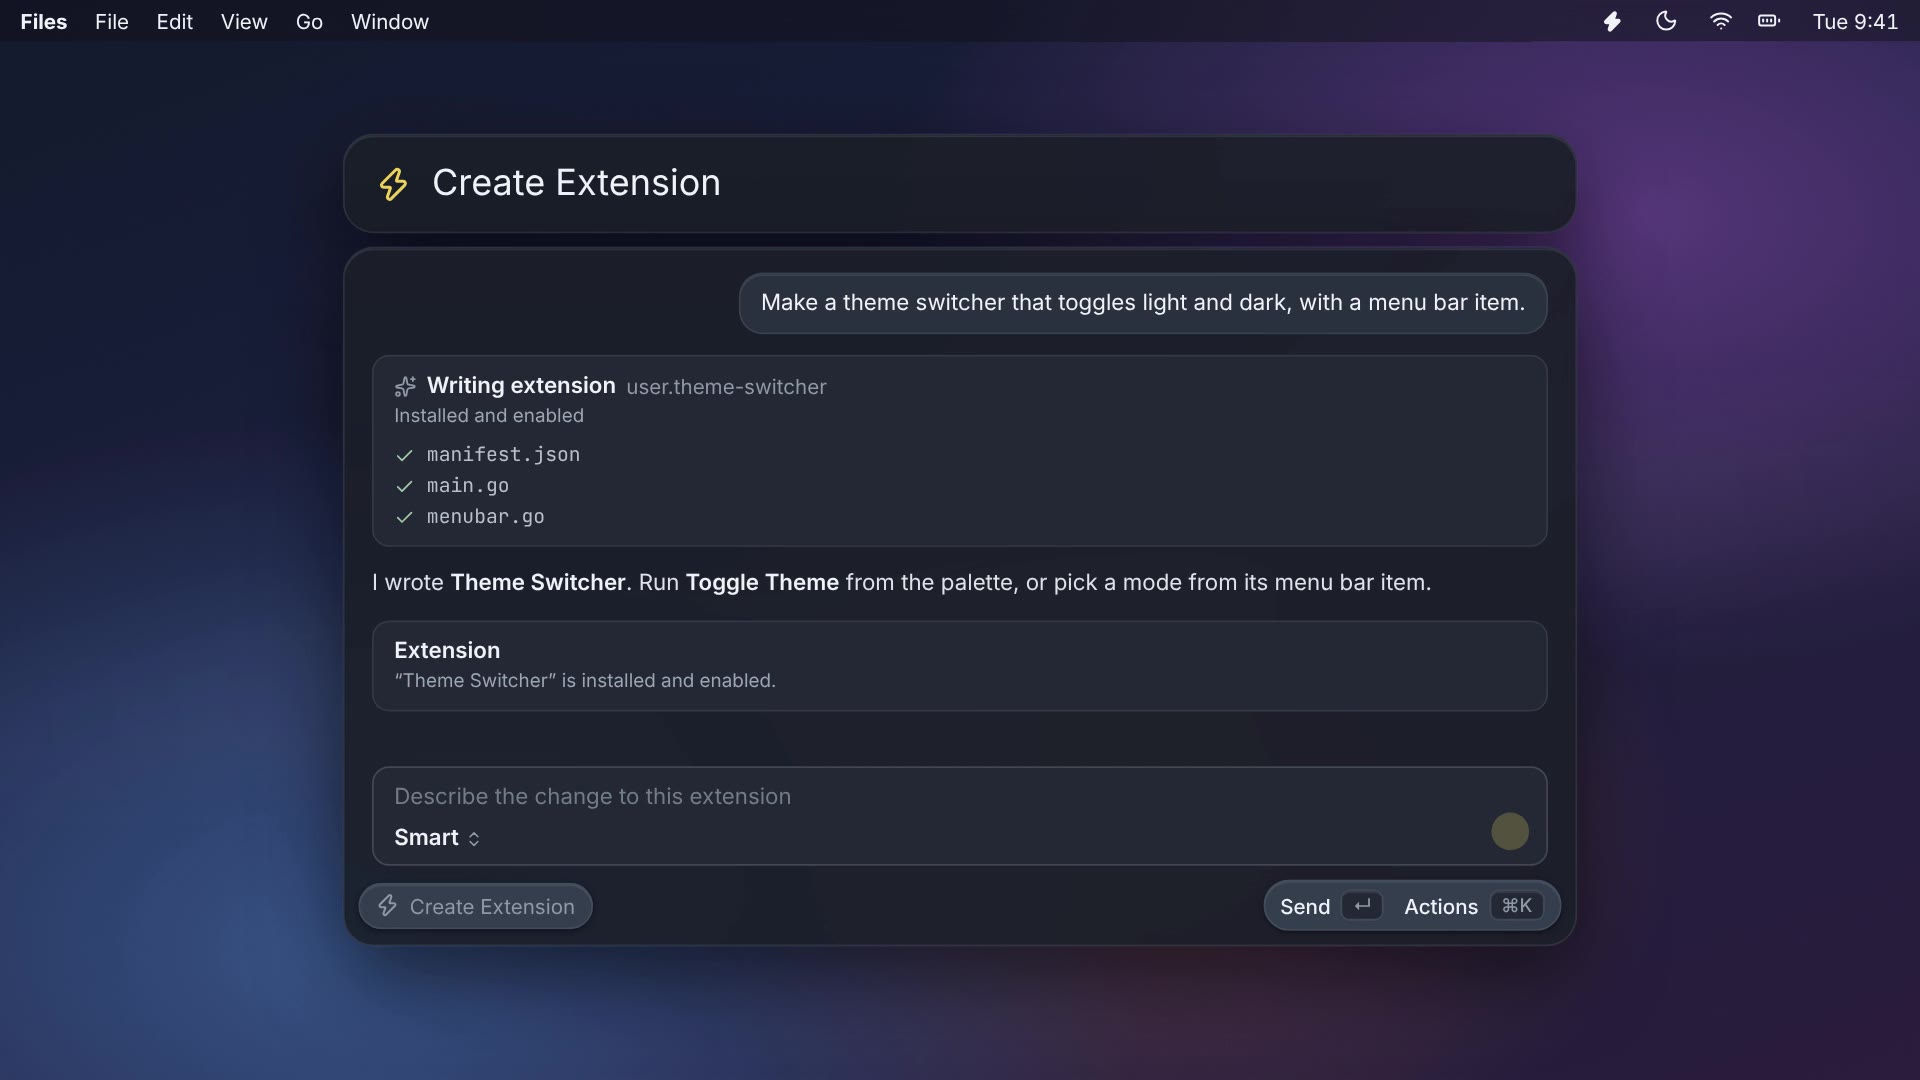 Files File Edit View Go Window Tue 9:41
Create Extension
Make a theme switcher that toggles light and dark, with a menu bar item.
Writing extension user.theme-switcher
Installed and enabled
manifest.json
main.go
menubar.go
I wrote Theme Switcher. Run Toggle Theme from the palette, or pick a mode from its menu bar item.
Extension
“Theme Switcher” is installed and enabled.
Describe the change to this extension
Smart
Create Extension Send Actions ⌘K